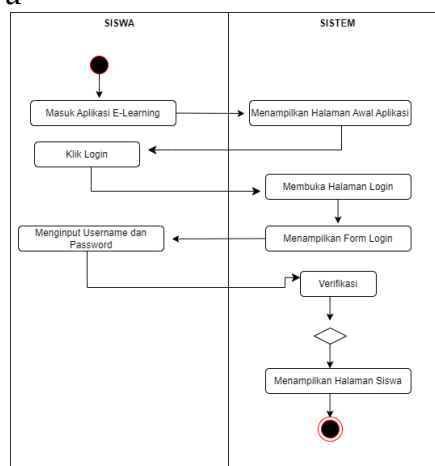 a
SISWA
SISTEM
Masuk Aplikasi E-Learning
Menampilkan Halaman Awal Aplikasi
Klik Login
Membuka Halaman Login
Menginput Username dan
Password
Menampilkan Form Login
Verifikasi
Menampilkan Halaman Siswa